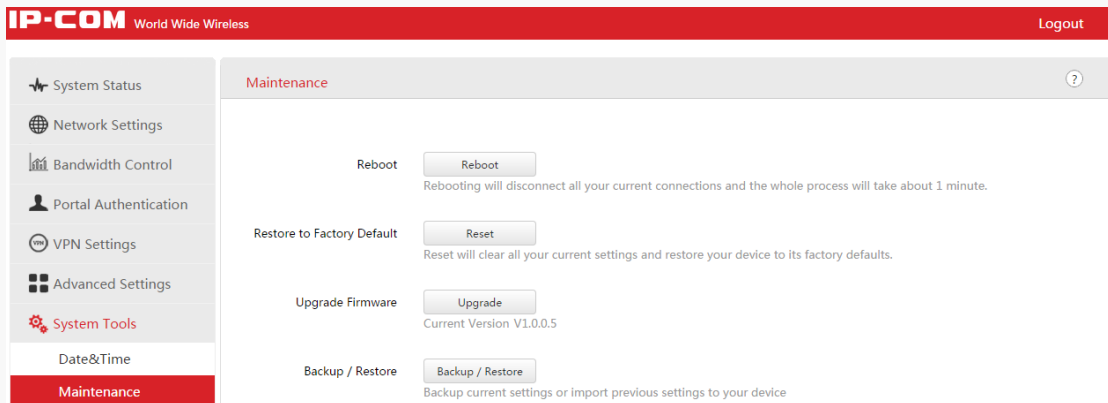 IP-COM World Wide Wireless
Logout
System Status
Network Settings
Bandwidth Control
Portal Authentication
VPN VPN Settings
Advanced Settings
System Tools
Date&Time
Maintenance
Maintenance
?
Reboot Reboot
Rebooting will disconnect all your current connections and the whole process will take about 1 minute.
Restore to Factory Default Reset
Reset will clear all your current settings and restore your device to its factory defaults.
Upgrade Firmware Upgrade
Current Version V1.0.0.5
Backup / Restore Backup / Restore
Backup current settings or import previous settings to your device